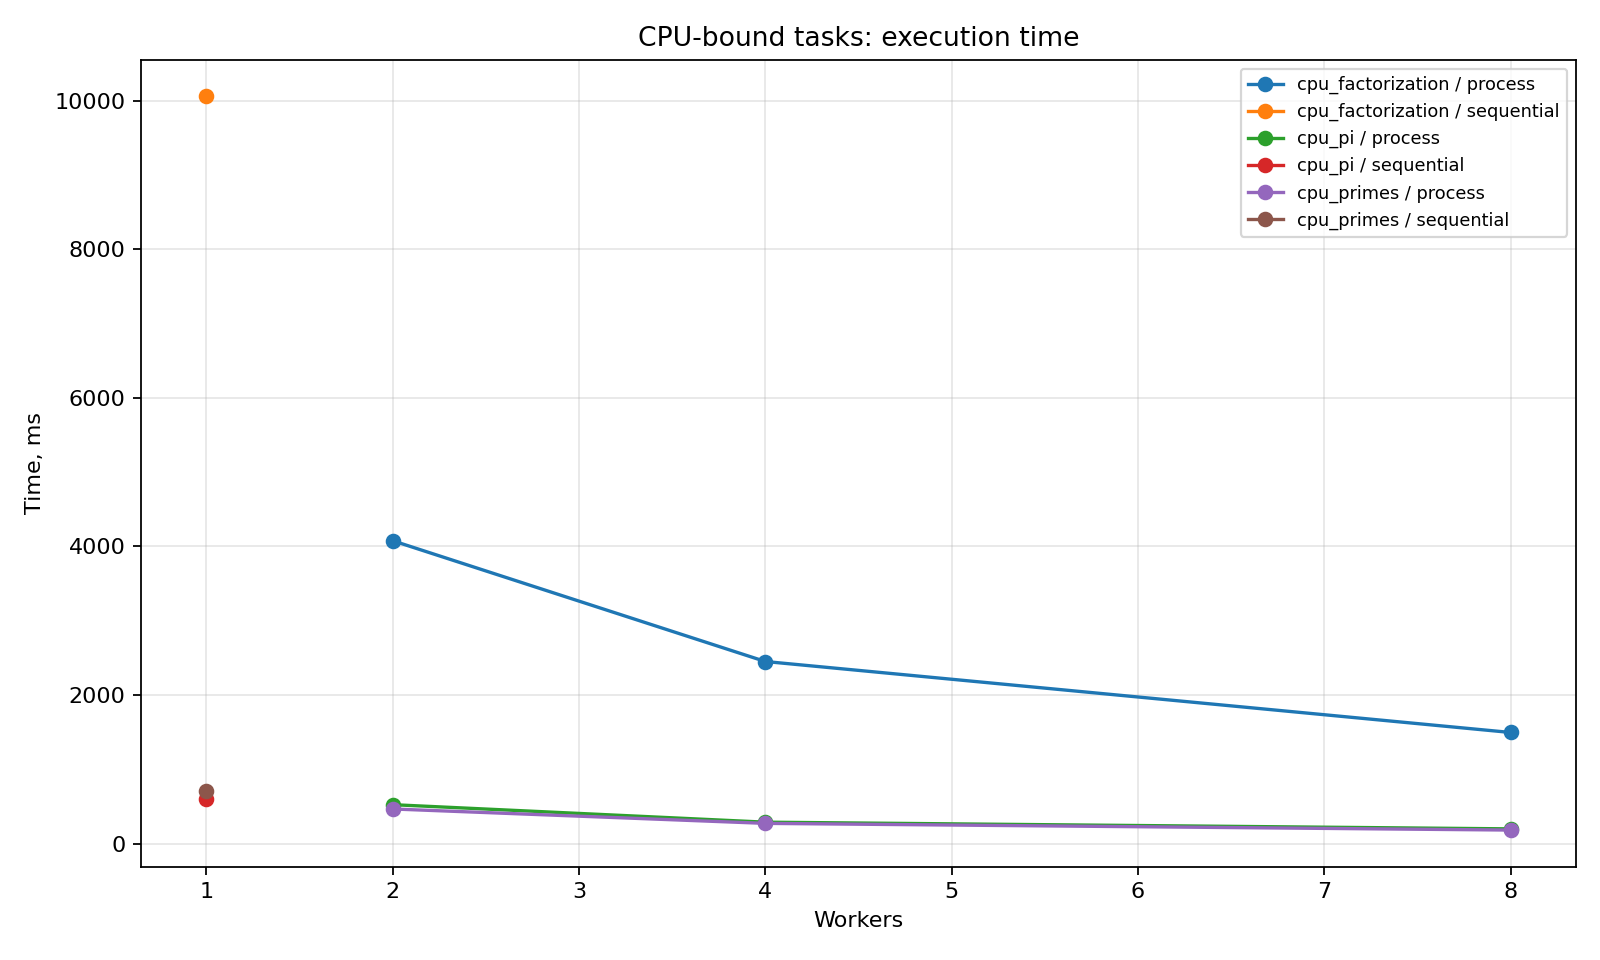 CPU-bound tasks: execution time
cpu_factorization / process
cpu_factorization / sequential
cpu_pi / process
cpu_pi / sequential
cpu_primes / process
cpu_primes / sequential
Time, ms
10000
8000
6000
4000
2000
0
1 2 3 4 5 6 7 8
Workers